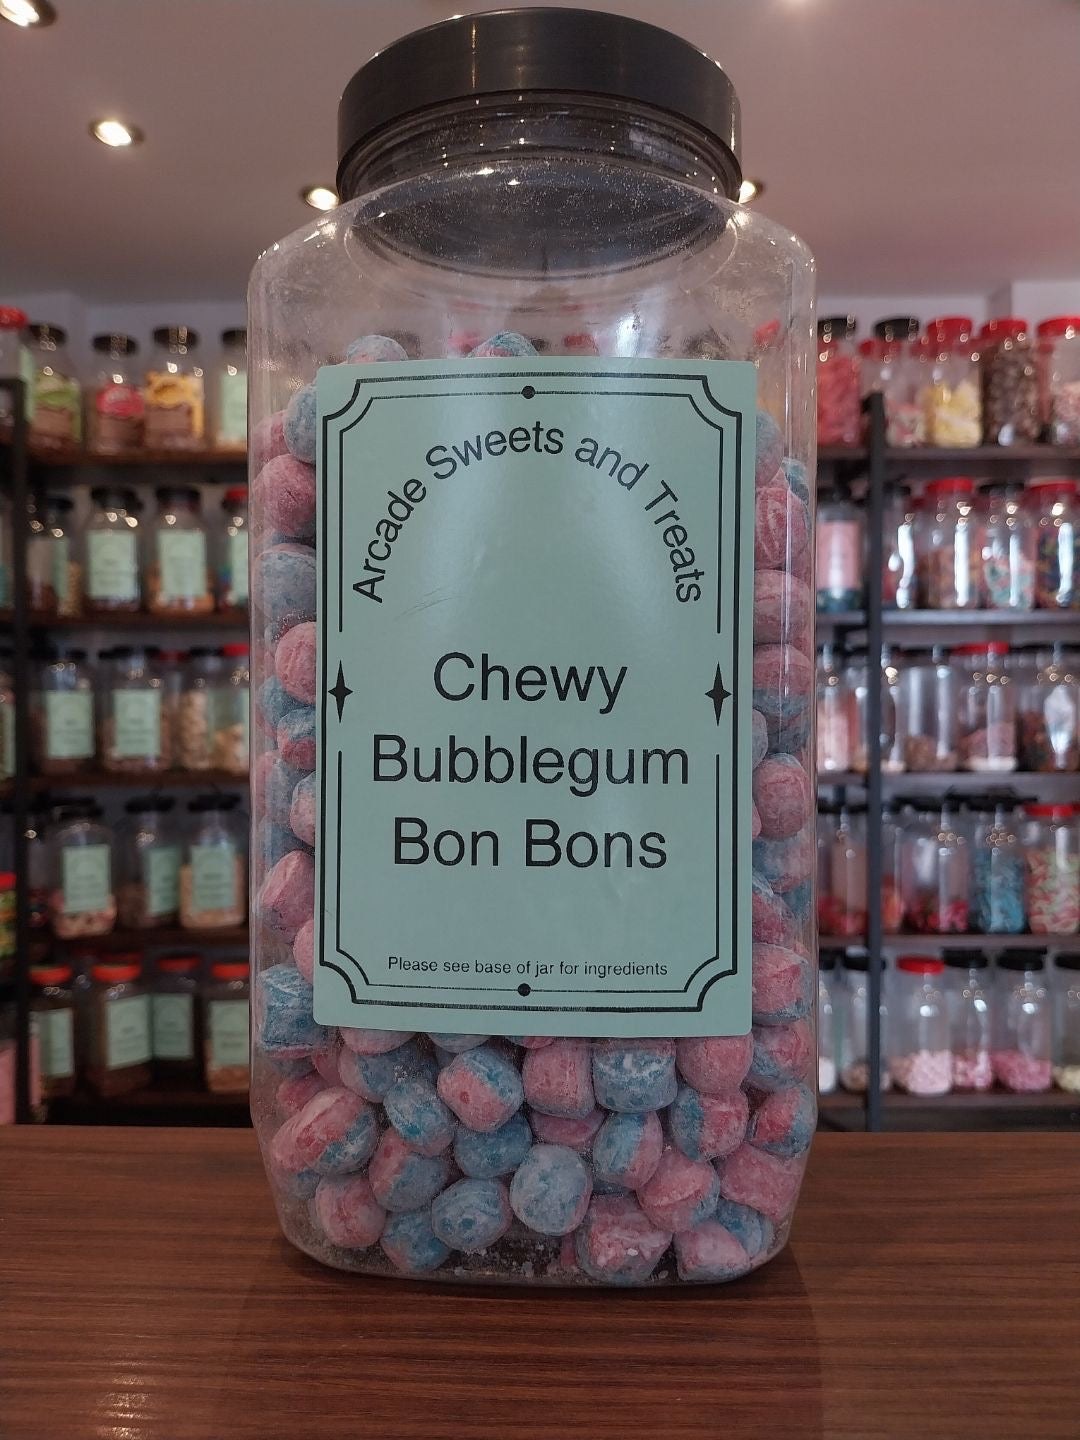 Arcade Sweets and Treats
Chewy
Bubblegum
Bon Bons
Please see base of jar for ingredients